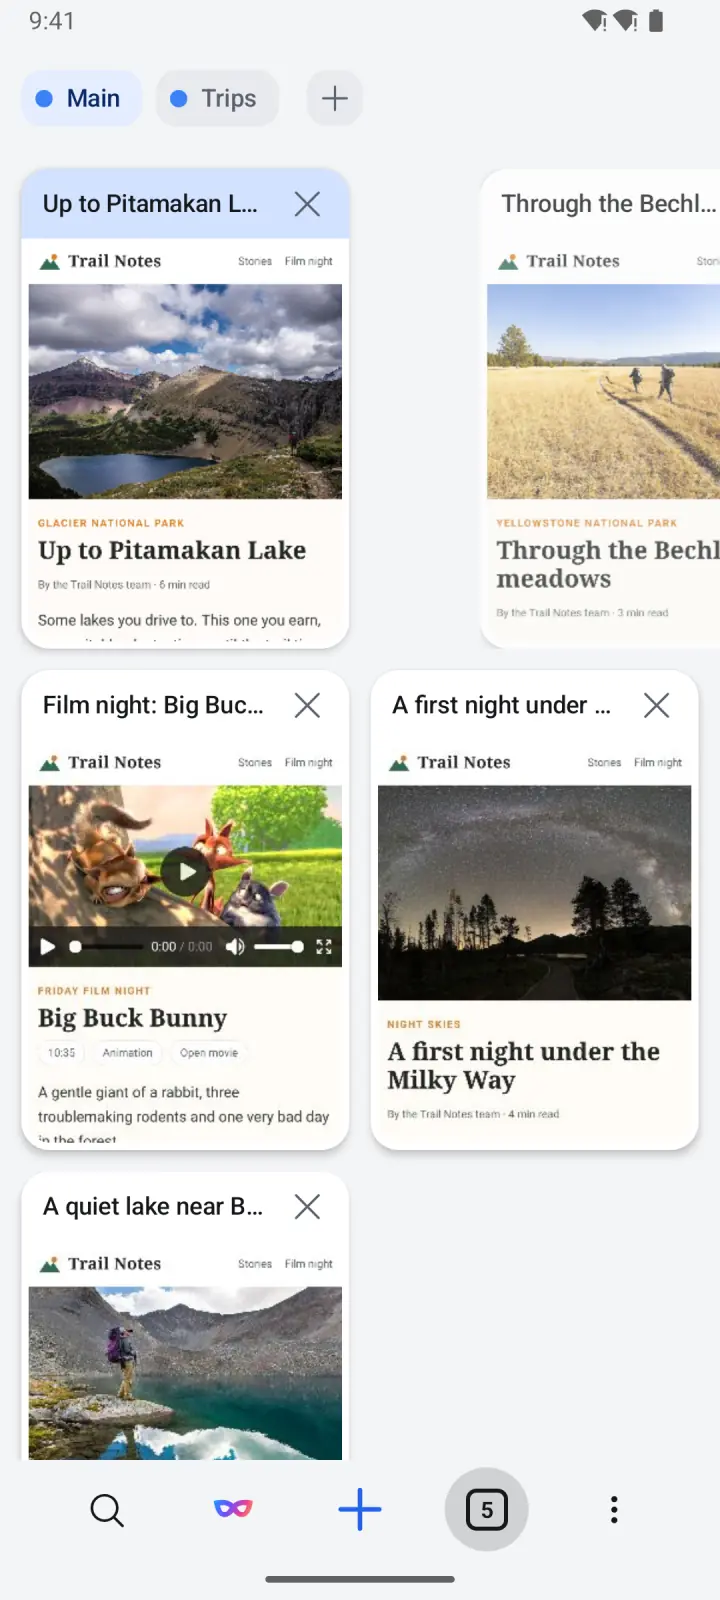 9:41
Main
Trips
Up to Pitamakan L...
Trail Notes
Stories Film night
GLACIER NATIONAL PARK
Up to Pitamakan Lake
By the Trail Notes team · 6 min read
Some lakes you drive to. This one you earn,
Through the Bechl...
Trail Notes
YELLOWSTONE NATIONAL PARK
Through the Bechl
meadows
By the Trail Notes team · 3 min read
Film night: Big Buc...
Trail Notes
Stories Film night
0:00 / 0:00
FRIDAY FILM NIGHT
Big Buck Bunny
10:35 Animation Open movie
A gentle giant of a rabbit, three
troublemaking rodents and one very bad day
in the forest
A first night under ...
Trail Notes
Stories Film night
NIGHT SKIES
A first night under the
Milky Way
By the Trail Notes team · 4 min read
A quiet lake near B...
Trail Notes
Stories Film night
5